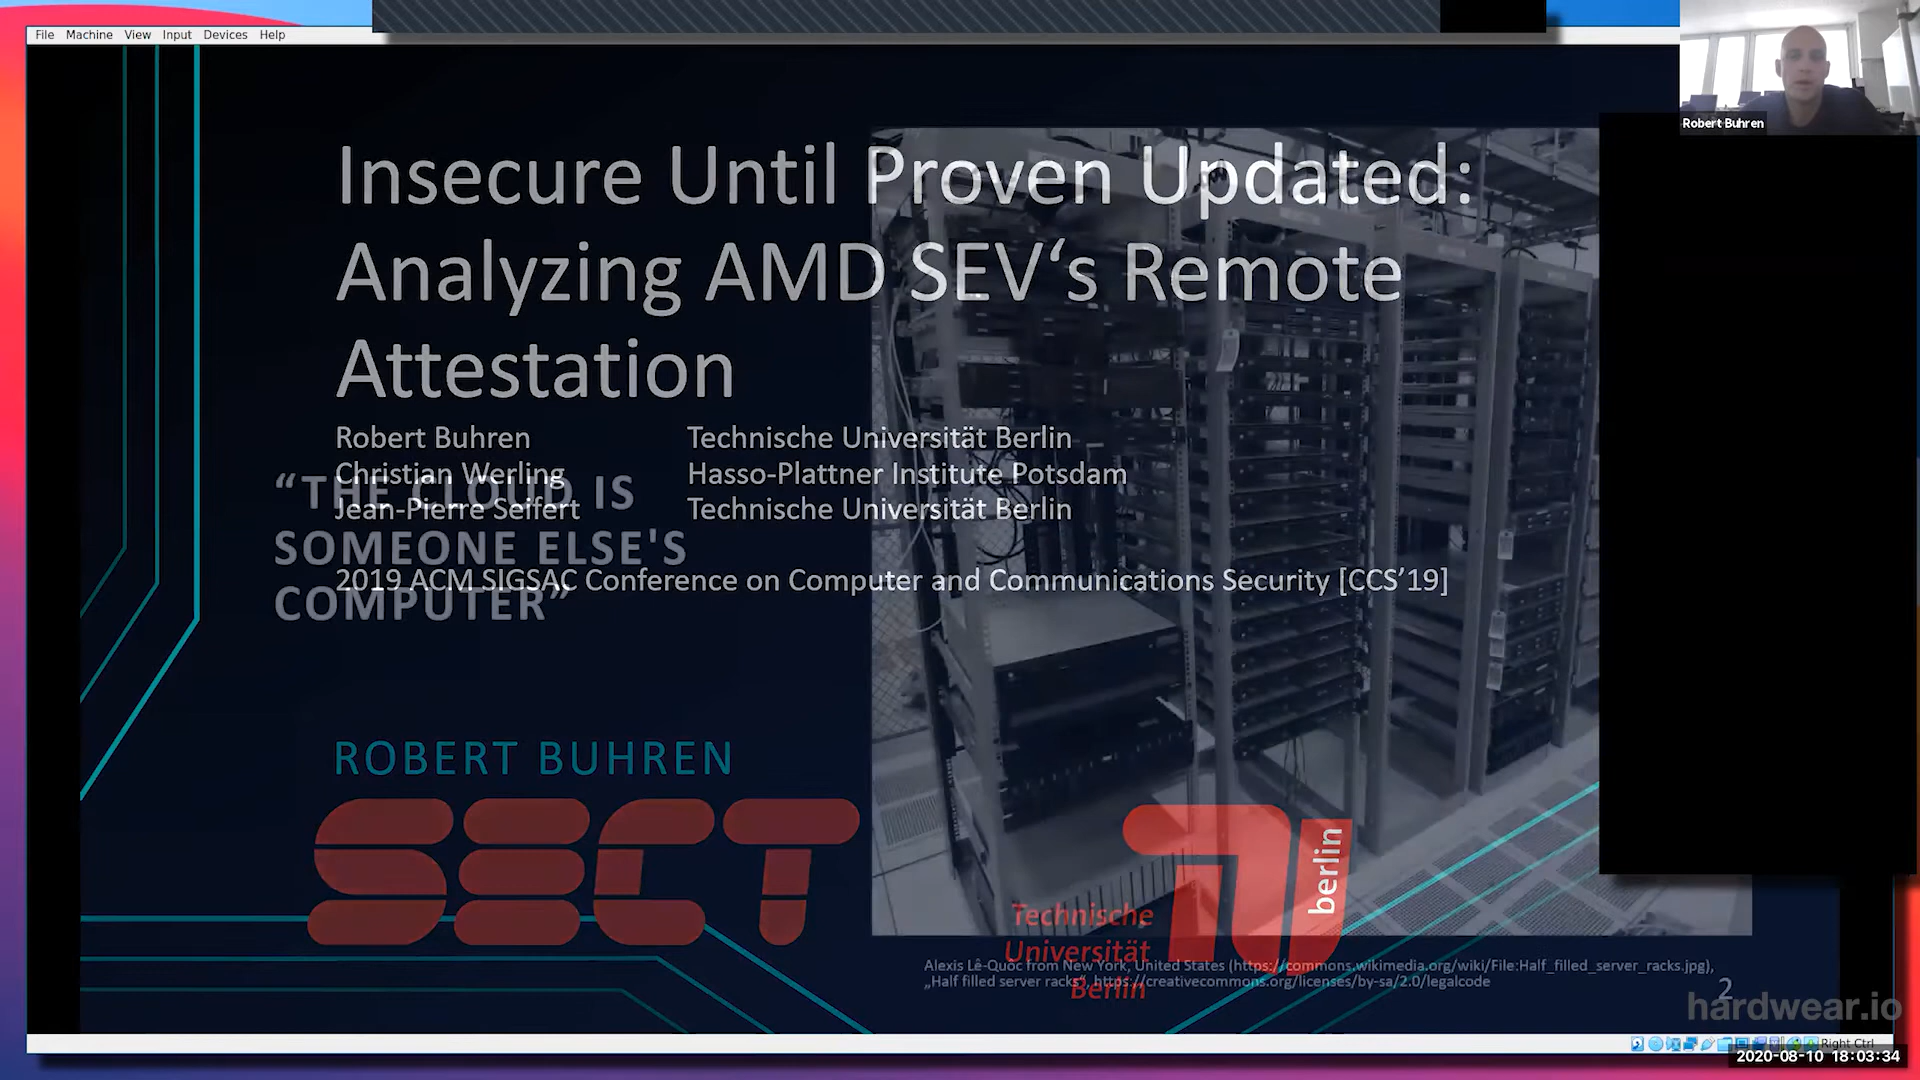 File Machine View Input Devices Help
Robert Buhren
Insecure Until Proven Updated:
Analyzing AMD SEV‘s Remote
Attestation
Robert Buhren Technische Universität Berlin
Christian Werling Hasso-Plattner Institute Potsdam
Jean-Pierre Seifert Technische Universität Berlin
2019 ACM SIGSAC Conference on Computer and Communications Security [CCS’19]
“THE CLOUD IS
SOMEONE ELSE'S
COMPUTER”
ROBERT BUHREN
SECT
berlin
Technische
Universität
Berlin
Alexis Lê-Quôc from New York, United States (https://commons.wikimedia.org/wiki/File:Half_filled_server_racks.jpg),
„Half filled server racks“, https://creativecommons.org/licenses/by-sa/2.0/legalcode
2
hardwear.io
Right Ctrl
2020-08-10 18:03:34